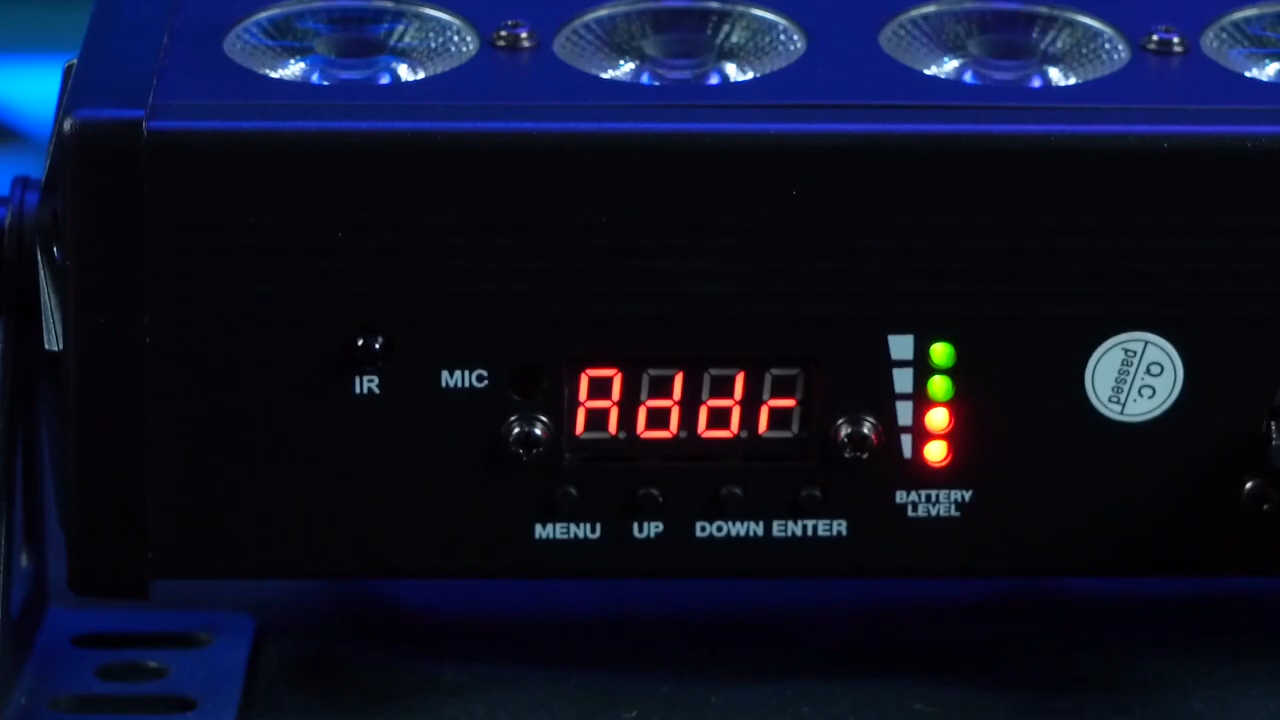 IR
MIC
Addr
MENU UP DOWN ENTER
BATTERY
LEVEL
Q.C.
passed